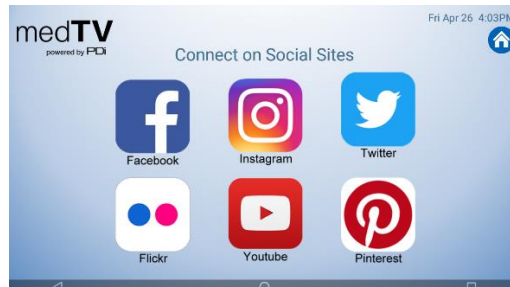 Fri Apr 26 4:03PM
medTV
powered by PDi
Connect on Social Sites
Facebook
Instagram
Twitter
Flickr
Youtube
Pinterest